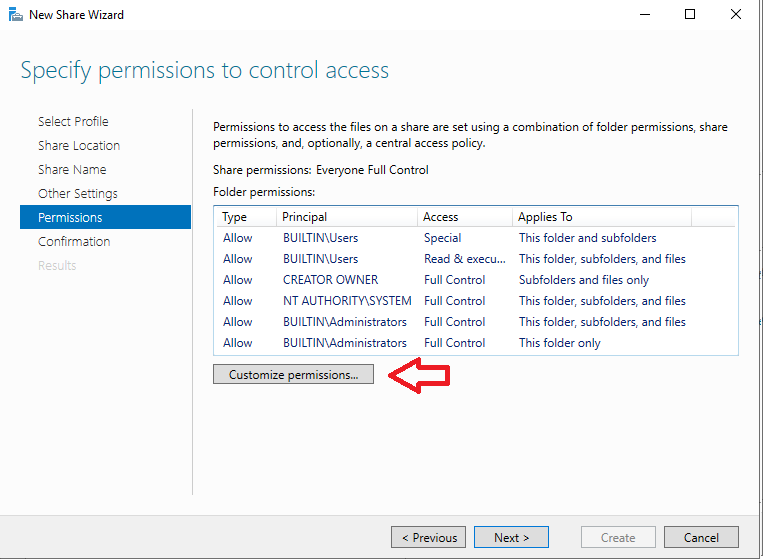 New Share Wizard
Specify permissions to control access
Select Profile
Share Location
Share Name
Other Settings
Permissions
Confirmation
Results
Permissions to access the files on a share are set using a combination of folder permissions, share
permissions, and, optionally, a central access policy.
Share permissions: Everyone Full Control
Folder permissions:
Type Principal Access Applies To
Allow BUILTIN\Users Special This folder and subfolders
Allow BUILTIN\Users Read & execu... This folder, subfolders, and files
Allow CREATOR OWNER Full Control Subfolders and files only
Allow NT AUTHORITY\SYSTEM Full Control This folder, subfolders, and files
Allow BUILTIN\Administrators Full Control This folder, subfolders, and files
Allow BUILTIN\Administrators Full Control This folder only
Customize permissions...
< Previous Next > Create Cancel